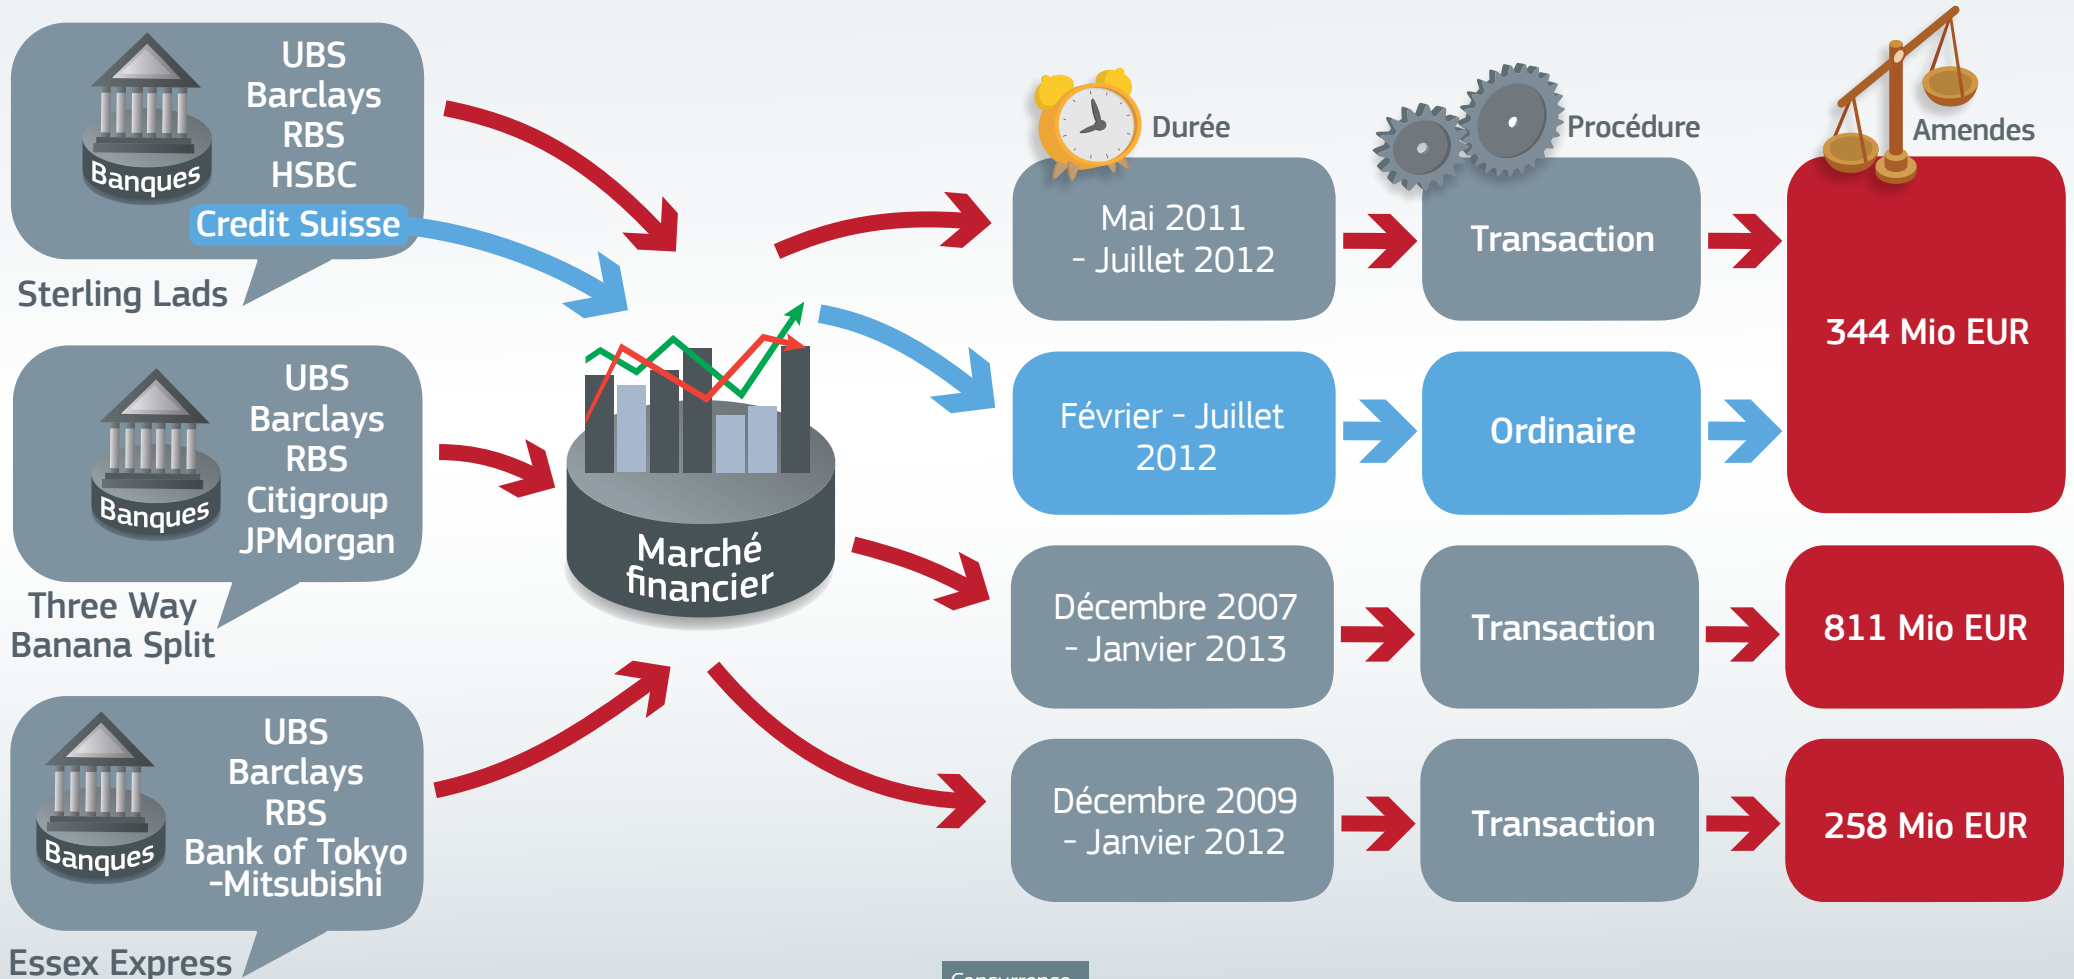 UBS
Barclays
RBS
HSBC
Credit Suisse
Banques
Sterling Lads
UBS
Barclays
RBS
Citigroup
JPMorgan
Banques
Three Way
Banana Split
UBS
Barclays
RBS
Bank of Tokyo
-Mitsubishi
Banques
Essex Express
Marché
financier
Durée
Procédure
Amendes
Mai 2011
- Juillet 2012
Transaction
344 Mio EUR
Février - Juillet
2012
Ordinaire
Décembre 2007
- Janvier 2013
Transaction
811 Mio EUR
Décembre 2009
- Janvier 2012
Transaction
258 Mio EUR
Concurrence